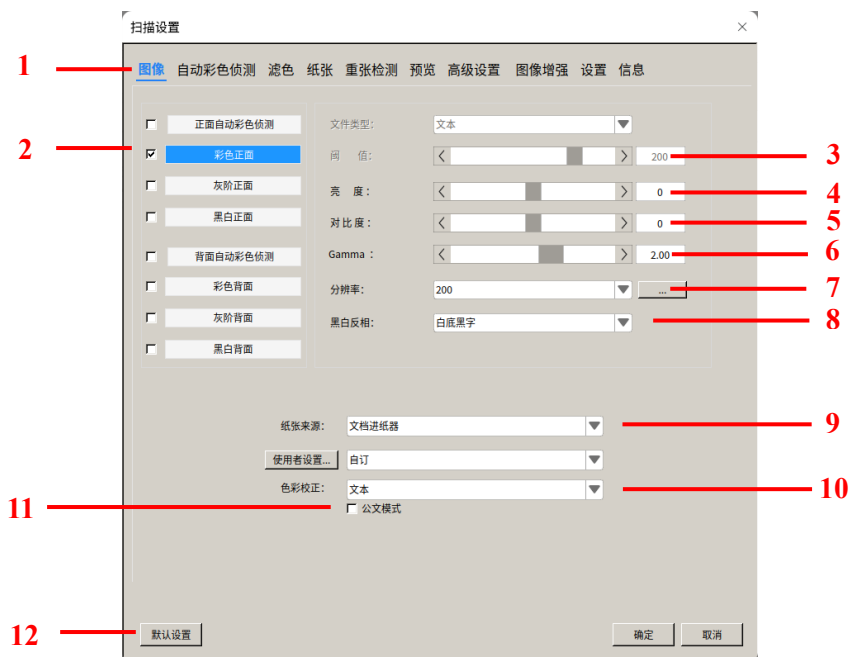 扫描设置
1 图像 自动彩色侦测 滤色 纸张 重张检测 预览 高级设置 图像增强 设置 信息
正面自动彩色侦测 文件类型： 文本
2 彩色正面 阈 值： 200 3
灰阶正面 亮 度： 0 4
黑白正面 对比度： 0 5
背面自动彩色侦测 Gamma ： 2.00 6
彩色背面 分辨率： 200 ... 7
灰阶背面 黑白反相： 白底黑字 8
黑白背面
纸张来源： 文档进纸器 9
使用者设置... 自订
色彩校正： 文本 10
11 公文模式
12 默认设置 确定 取消